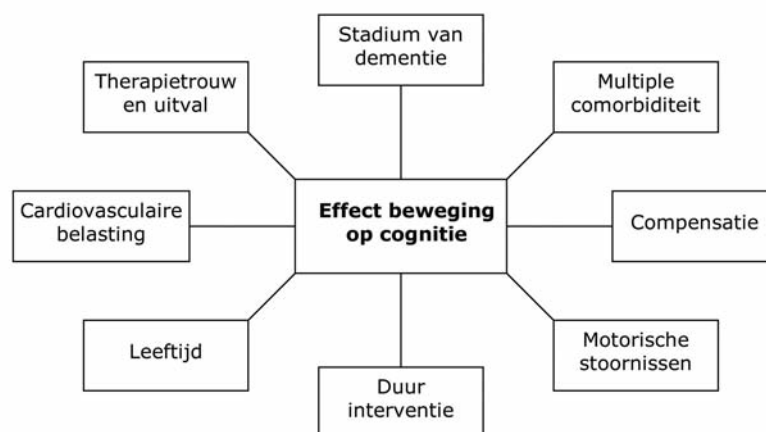 Stadium van
dementie
Therapietrouw
en uitval
Multiple
comorbiditeit
Cardiovasculaire
belasting
Effect beweging
op cognitie
Compensatie
Leeftijd
Motorische
stoornissen
Duur
interventie